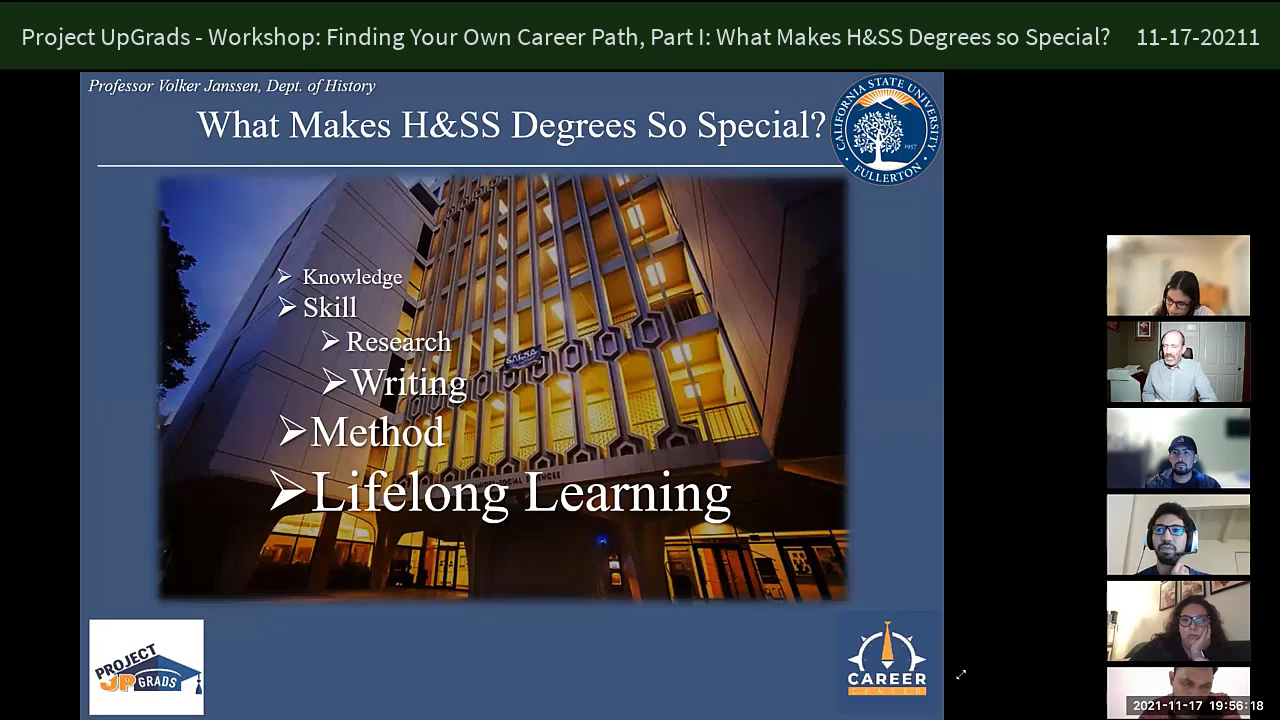 Project UpGrads - Workshop: Finding Your Own Career Path, Part I: What Makes H&SS Degrees so Special? 11-17-20211
Professor Volker Janssen, Dept. of History
What Makes H&SS Degrees So Special?
CALIFORNIA STATE UNIVERSITY
1957
FULLERTON
➢ Knowledge
➢ Skill
➢ Research
➢ Writing
➢ Method
➢ Lifelong Learning
PROJECT
UP GRADS
CAREER
CENTER
2021-11-17 19:56:18